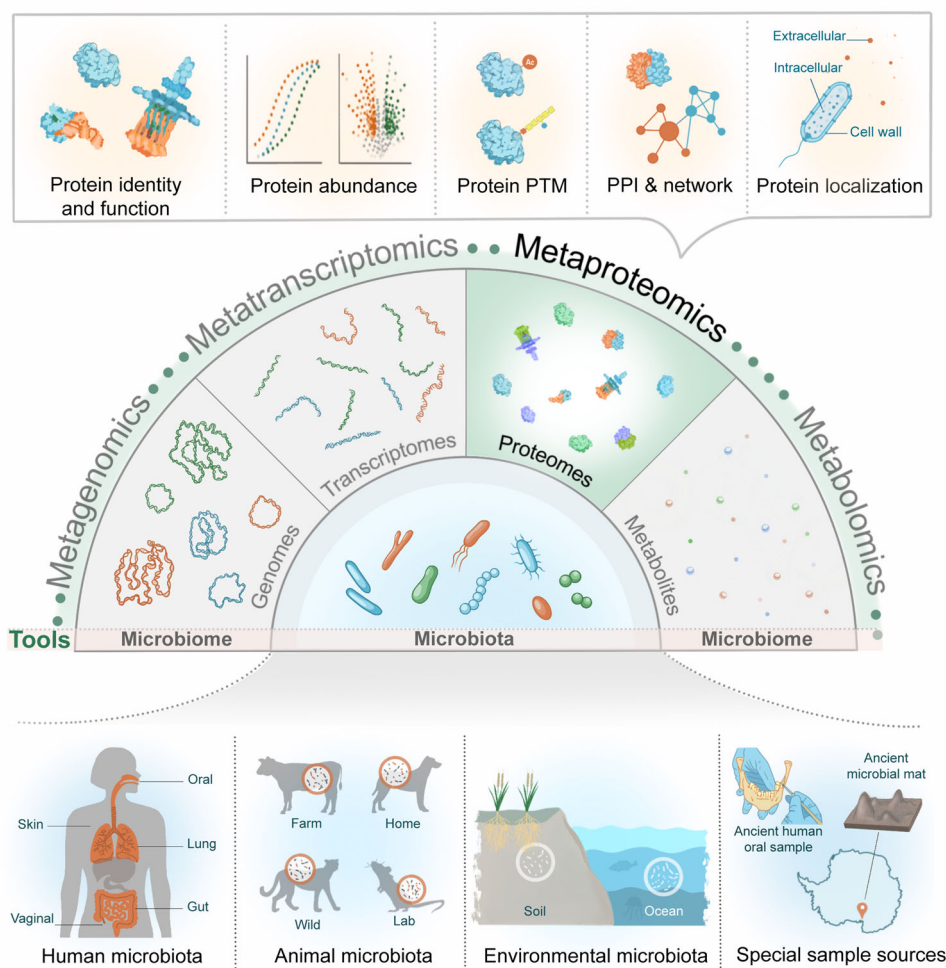 Protein identity
and function
Protein abundance
Ac
Protein PTM
PPI & network
Extracellular
Intracellular
Cell wall
Protein localization
Metagenomics
Metatranscriptomics
Metaproteomics
Metabolomics
Genomes
Transcriptomes
Proteomes
Metabolites
Tools
Microbiome
Microbiota
Microbiome
Oral
Skin
Lung
Gut
Vaginal
Human microbiota
Farm
Home
Wild
Lab
Animal microbiota
Soil
Ocean
Environmental microbiota
Ancient
microbial mat
Ancient human
oral sample
Special sample sources